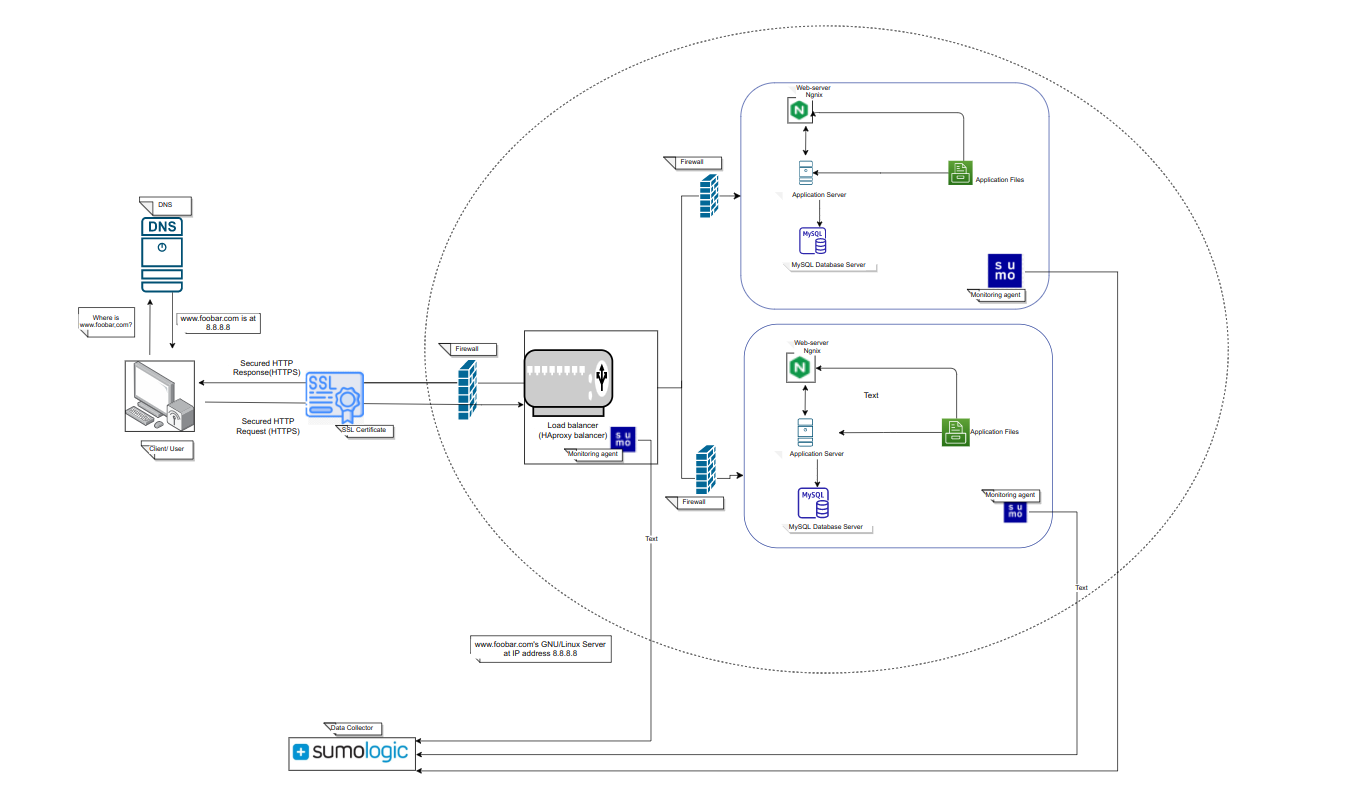 Web-server
Ngnix
N
Firewall
Application Files
Application Server
DNS
DNS
MySQL
MySQL Database Server
su
mo
Monitoring agent
Where is
www.foobar.com?
www.foobar.com is at
8.8.8.8
Firewall
Web-server
Ngnix
N
Secured HTTP
Response(HTTPS)
SSL
Text
Secured HTTP
Request (HTTPS)
SSL Certificate
Load balancer
(HAproxy balancer)
su
mo
Monitoring agent
Application Files
Client/ User
Application Server
MySQL
MySQL Database Server
Firewall
Monitoring agent
su
mo
Text
Text
www.foobar.com's GNU/Linux Server
at IP address 8.8.8.8
Data Collector
sumologic